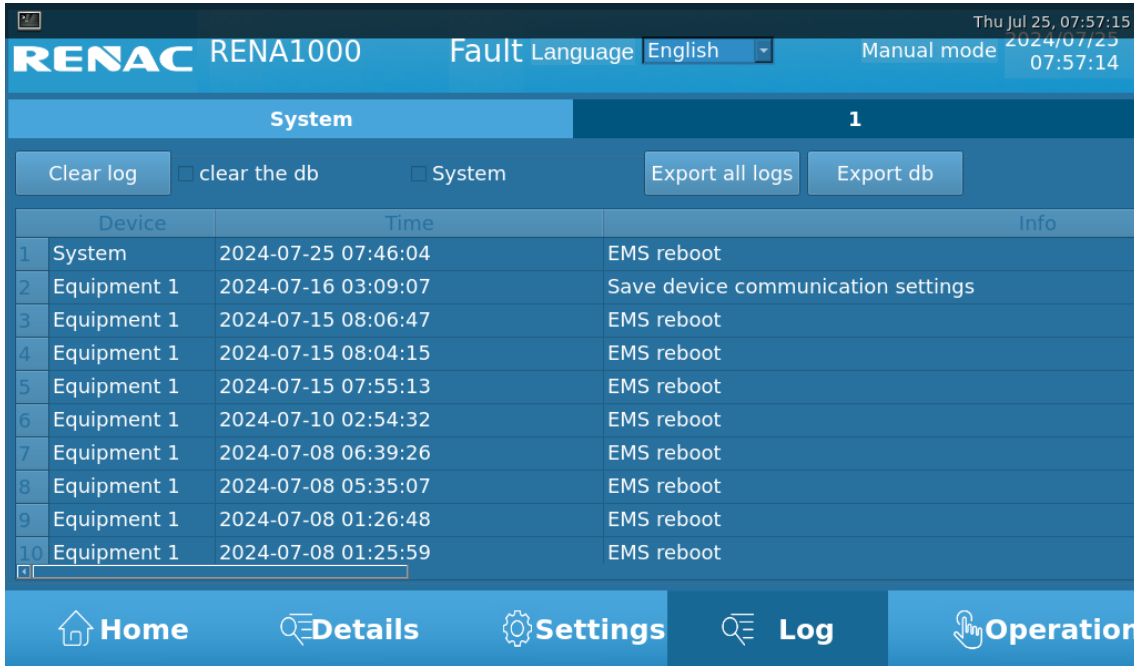 Thu Jul 25, 07:57:15
RENAC RENA1000 Fault Language English Manual mode 2024/07/25
07:57:14
System 1
Clear log clear the db System Export all logs Export db
Device Time Info
1 System 2024-07-25 07:46:04 EMS reboot
2 Equipment 1 2024-07-16 03:09:07 Save device communication settings
3 Equipment 1 2024-07-15 08:06:47 EMS reboot
4 Equipment 1 2024-07-15 08:04:15 EMS reboot
5 Equipment 1 2024-07-15 07:55:13 EMS reboot
6 Equipment 1 2024-07-10 02:54:32 EMS reboot
7 Equipment 1 2024-07-08 06:39:26 EMS reboot
8 Equipment 1 2024-07-08 05:35:07 EMS reboot
9 Equipment 1 2024-07-08 01:26:48 EMS reboot
10 Equipment 1 2024-07-08 01:25:59 EMS reboot
Home Details Settings Log Operation